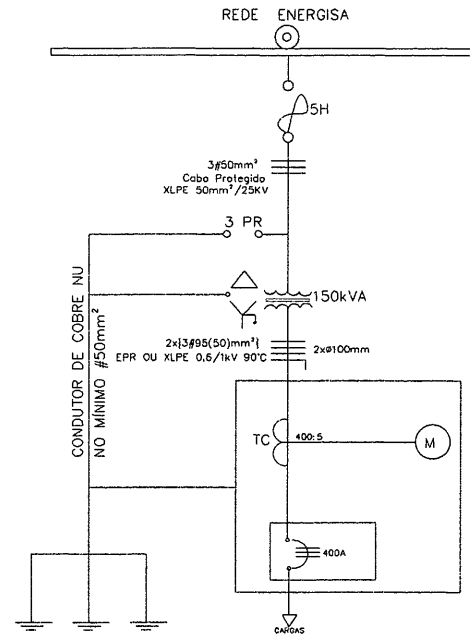 REDE ENERGISA
5H
3#50mm²
Cabo Protegido
XLPE 50mm²/25KV
3 PR
150kVA
2x{3#95(50)mm²}
EPR OU XLPE 0,6/1kV 90°C
2xø100mm
CONDUTOR DE COBRE NU
NO MÍNIMO #50mm²
TC
400:5
M
400A
CARGAS